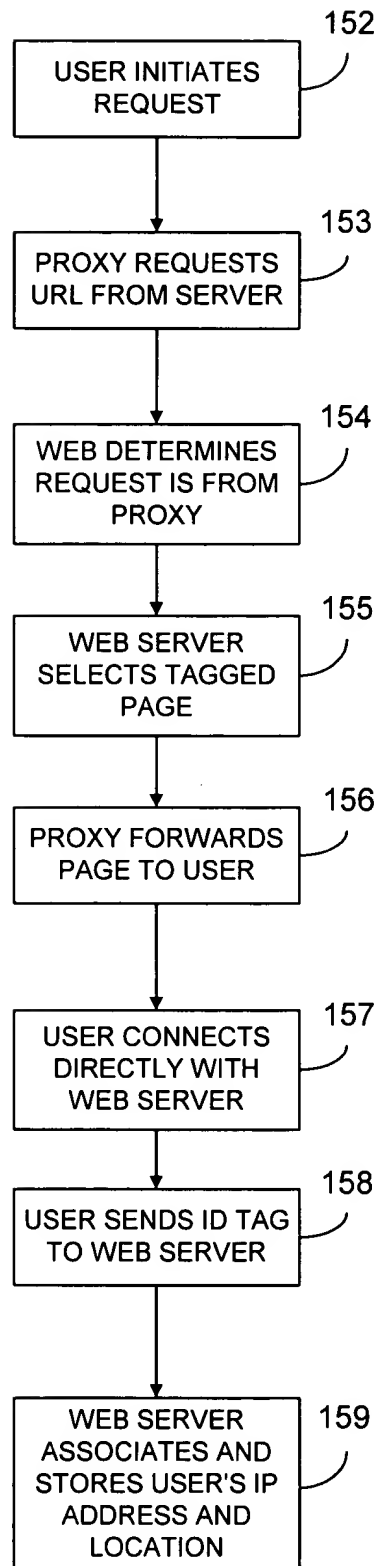 152
USER INITIATES
REQUEST
153
PROXY REQUESTS
URL FROM SERVER
154
WEB DETERMINES
REQUEST IS FROM
PROXY
155
WEB SERVER
SELECTS TAGGED
PAGE
156
PROXY FORWARDS
PAGE TO USER
157
USER CONNECTS
DIRECTLY WITH
WEB SERVER
158
USER SENDS ID TAG
TO WEB SERVER
159
WEB SERVER
ASSOCIATES AND
STORES USER'S IP
ADDRESS AND
LOCATION